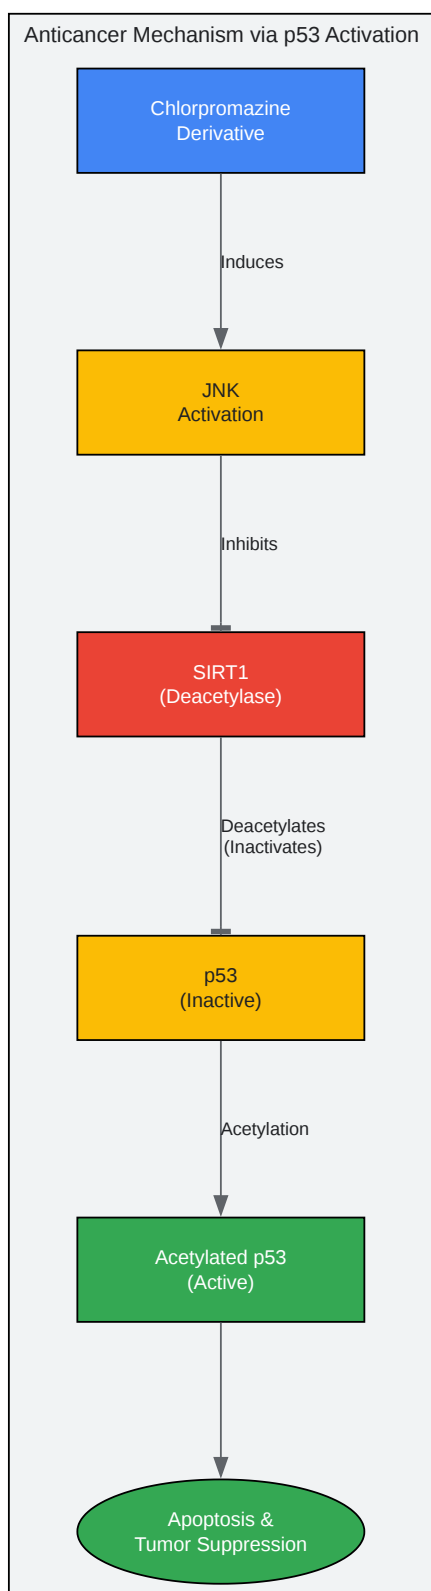 Anticancer Mechanism via p53 Activation
Chlorpromazine
Derivative
Induces
JNK
Activation
Inhibits
SIRT1
(Deacetylase)
Deacetylates
(Inactivates)
p53
(Inactive)
Acetylation
Acetylated p53
(Active)
Apoptosis &
Tumor Suppression